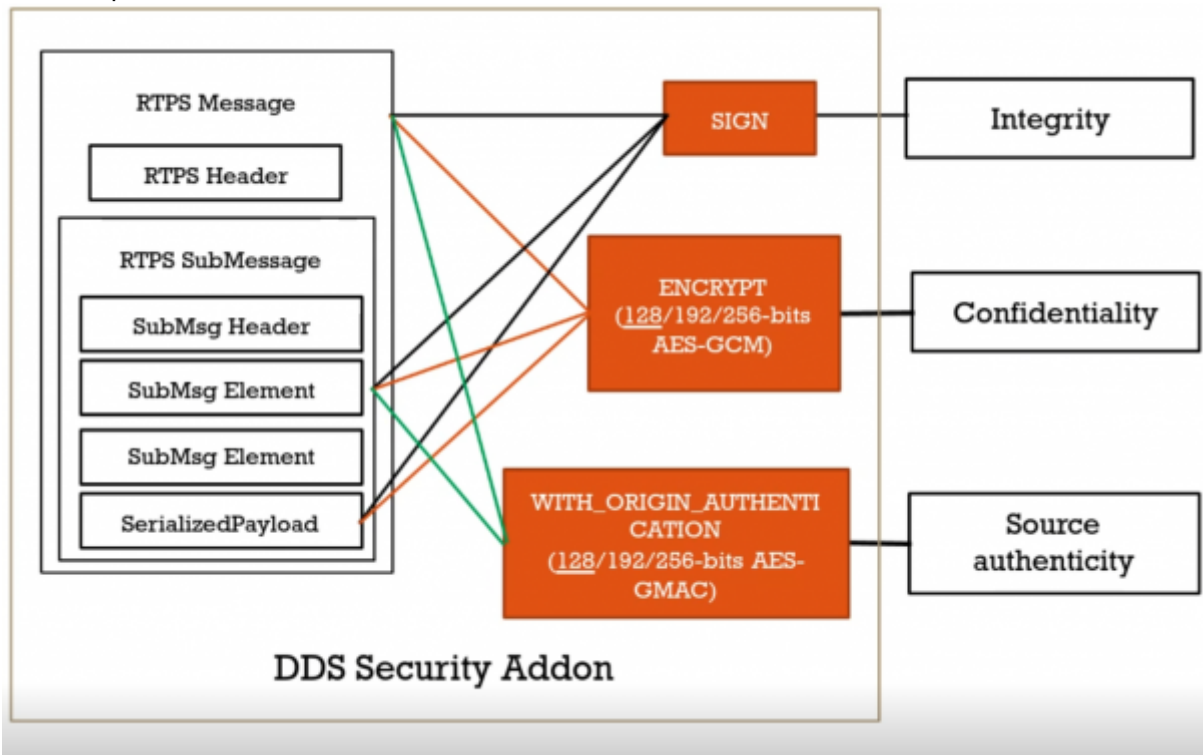 RTPS Message
RTPS Header
RTPS SubMessage
SubMsg Header
SubMsg Element
SubMsg Element
SerializedPayload
SIGN
ENCRYPT
(128/192/256-bits
AES-GCM)
WITH_ORIGIN_AUTHENTI
CATION
(128/192/256-bits AES-
GMAC)
Integrity
Confidentiality
Source
authenticity
DDS Security Addon